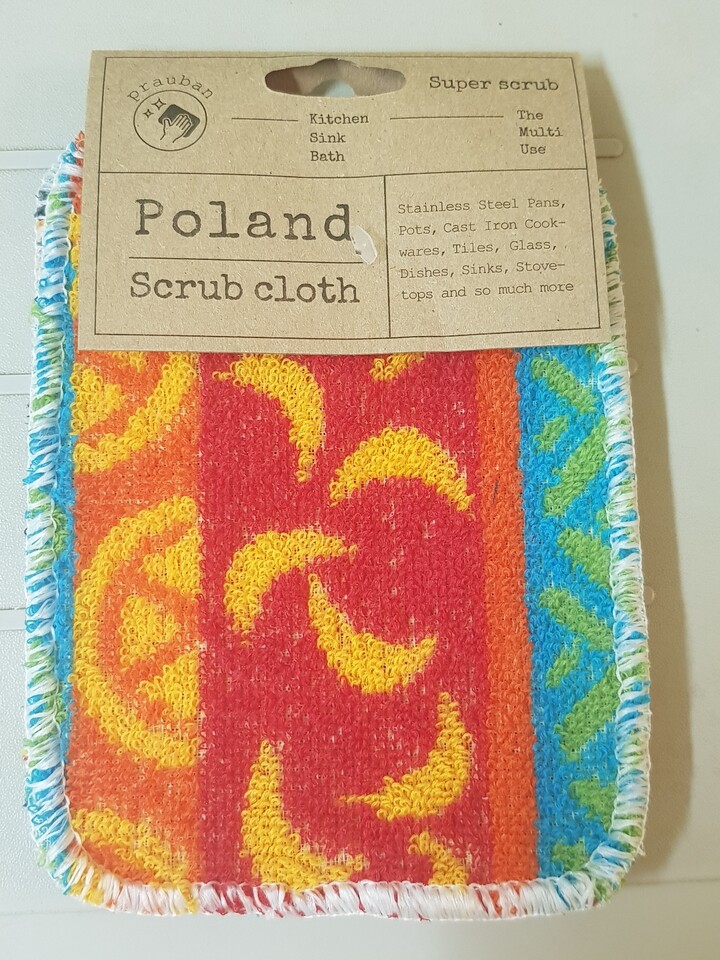 prauban
Super scrub
Kitchen
Sink
Bath
The
Multi
Use
Poland
Scrub cloth
Stainless Steel Pans,
Pots, Cast Iron Cook-
wares, Tiles, Glass,
Dishes, Sinks, Stove-
tops and so much more